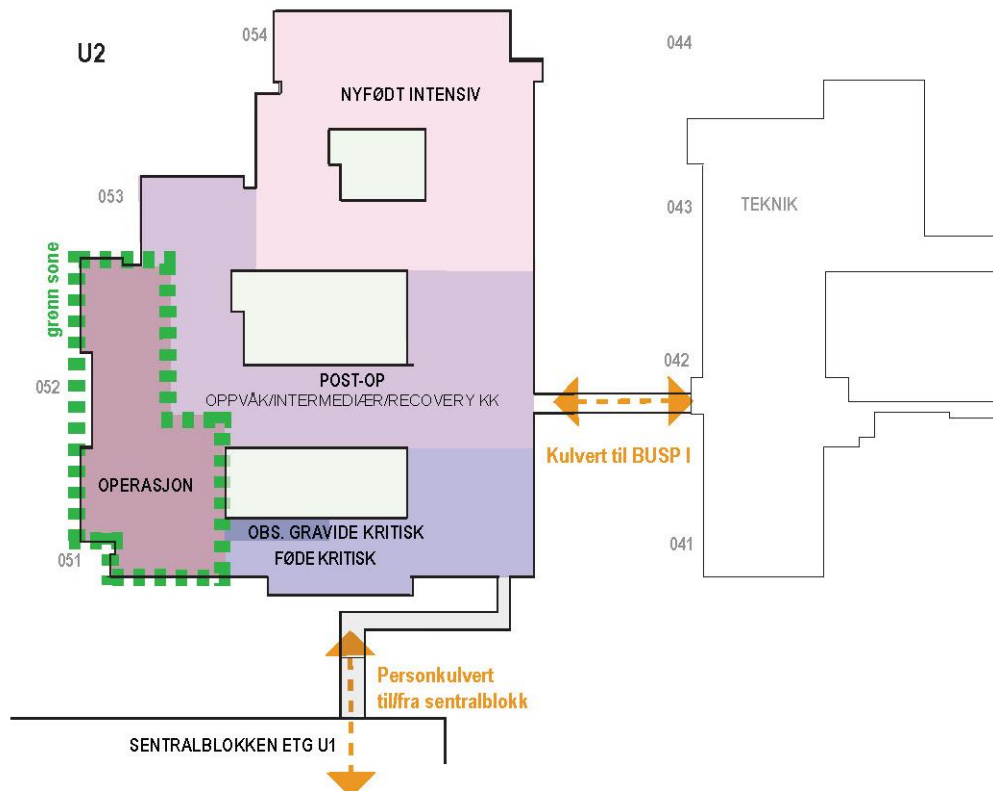 U2
054
044
NYFØDT INTENSIV
053
043
TEKNIK
grønn sone
052
042
POST-OP
OPPVÅK/INTERMEDIÆR/RECOVERY KK
Kulvert til BUSP I
OPERASJON
OBS. GRAVIDE KRITISK
FØDE KRITISK
051
041
Personkulvert
til/fra sentralblokk
SENTRALBLOKKEN ETG U1